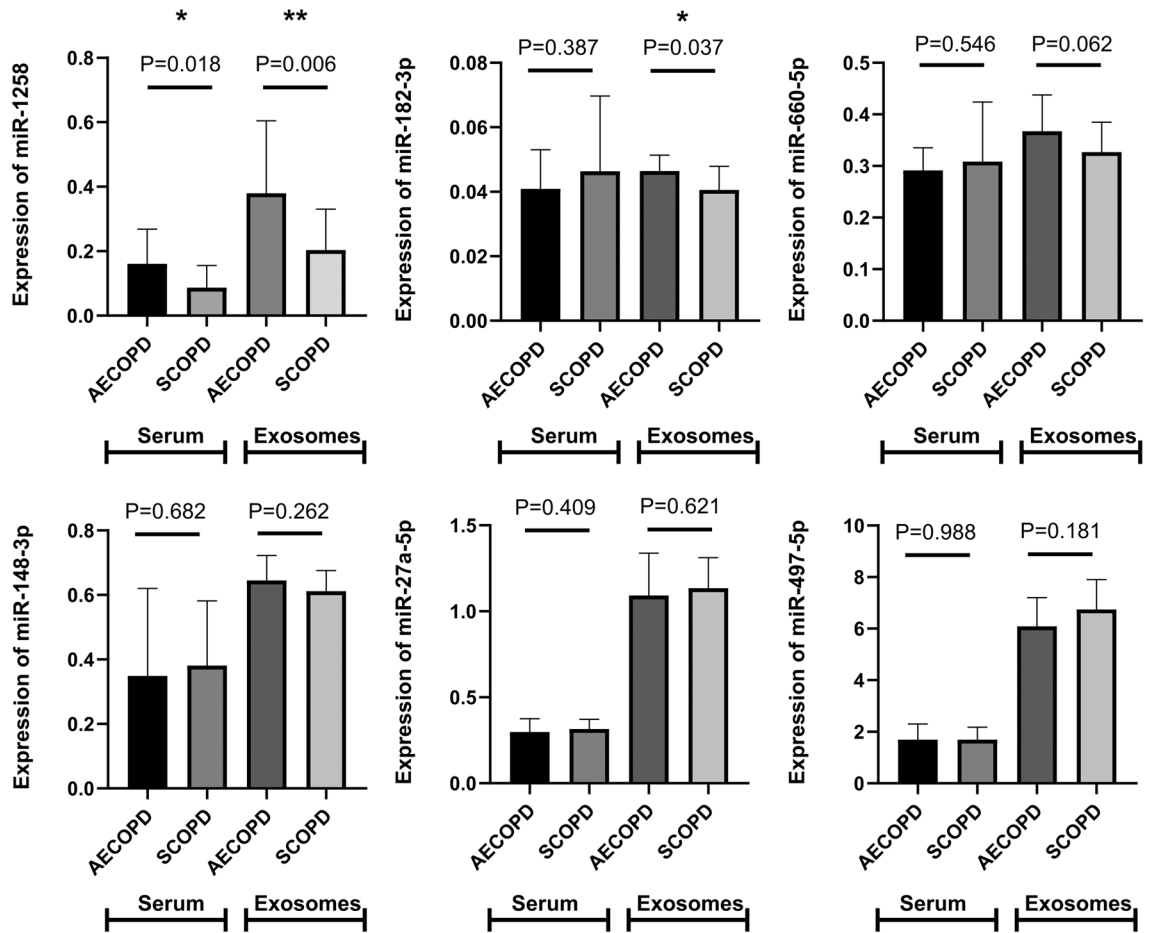 * **
P=0.018 P=0.006
Expression of miR-1258
0.8
0.6
0.4
0.2
0.0
AECOPD SCOPD AECOPD SCOPD
Serum Exosomes
*
P=0.387 P=0.037
Expression of miR-182-3p
0.08
0.06
0.04
0.02
0.00
AECOPD SCOPD AECOPD SCOPD
Serum Exosomes
P=0.546 P=0.062
Expression of miR-660-5p
0.5
0.4
0.3
0.2
0.1
0.0
AECOPD SCOPD AECOPD SCOPD
Serum Exosomes
P=0.682 P=0.262
Expression of miR-148-3p
0.8
0.6
0.4
0.2
0.0
AECOPD SCOPD AECOPD SCOPD
Serum Exosomes
P=0.409 P=0.621
Expression of miR-27a-5p
1.5
1.0
0.5
0.0
AECOPD SCOPD AECOPD SCOPD
Serum Exosomes
P=0.988 P=0.181
Expression of miR-497-5p
10
8
6
4
2
0
AECOPD SCOPD AECOPD SCOPD
Serum Exosomes